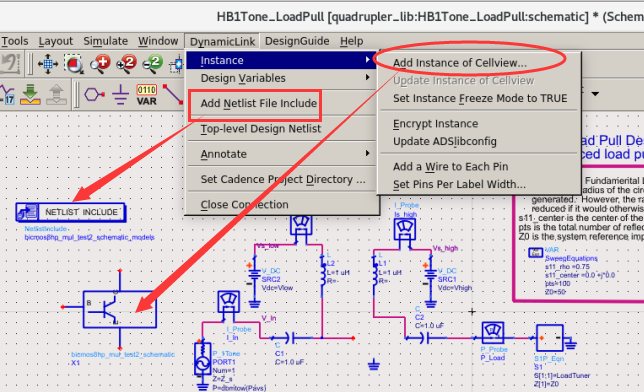 HB1Tone_LoadPull [quadrupler_lib:HB1Tone_LoadPull:schematic] * (Schem
Tools Layout Simulate Window DynamicLink DesignGuide Help
Instance
Design Variables
Add Netlist File Include
Top-level Design Netlist
Annotate
Set Cadence Project Directory ...
Close Connection
Add Instance of Cellview...
Update Instance of Cellview
Set Instance Freeze Mode to TRUE
Encrypt Instance
Update ADSlibconfig
Add a Wire to Each Pin
Set Pins Per Label Width...
VAR
NETLIST INCLUDE
NetlistInclude
bicmos8hp_mul_test2_schematic_models
B
bicmos8hp_mul_test2_schematic
X1
Vs_low
V_DC
SRC2
Vdc=Vlow
L
L2
L=1 uH
R=
V_in
I_Probe
I_in
P_1Tone
PORT1
Num=1
Z=Z_s
P=dbmtow(Pavs)
C
C1
C=1.0 uF
I_Probe
Is_high
Vs_high
L
L1
L=1 uH
R=
V_DC
SRC1
Vdc=Vhigh
C
C2
C=1.0 uF
P_Probe
P_Load
S1P_Eqn
S1
S[1,1]=LoadTuner
Z[1]=Z0
ad Pull Des
ced load pu
Fundamental L
radius of the circ
generated. However, the ra
reduced if it would otherwise
s11_center is the center of the
pts is the total number of reflec
Z0 is the system reference imp
VAR
SweepEquations
s11_rho =0.75
s11_center =0.0 +j*0.0
pts=100
Z0=50